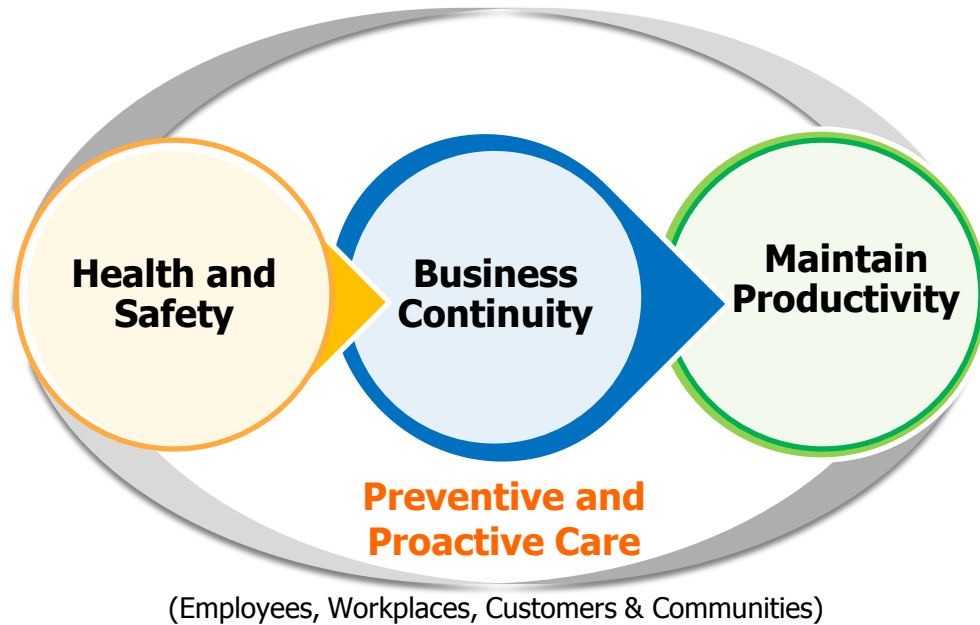 Health and
Safety
Business
Continuity
Maintain
Productivity
Preventive and
Proactive Care
(Employees, Workplaces, Customers & Communities)